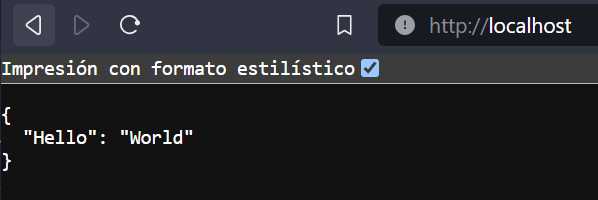 http://localhost
Impresión con formato estilístico
{
"Hello": "World"
}